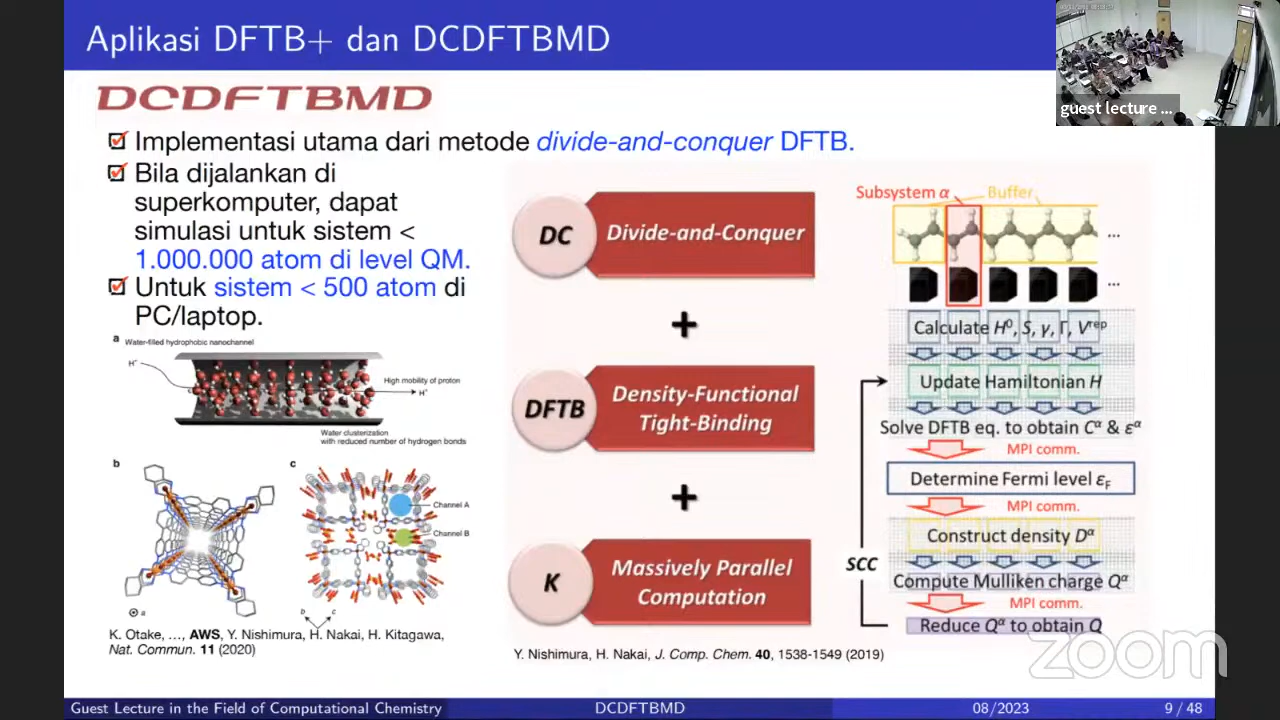 Aplikasi DFTB+ dan DCDFTBMD
guest lecture ...
DCDFTBMD
Implementasi utama dari metode divide-and-conquer DFTB.
Bila dijalankan di
superkomputer, dapat
simulasi untuk sistem <
1.000.000 atom di level QM.
Untuk sistem < 500 atom di
PC/laptop.
a Water-filled hydrophobic nanochannel
H⁺
High mobility of proton
H⁺
Water clusterization
with reduced number of hydrogen bonds
b
c
Channel A
Channel B
a
b
c
K. Otake, ..., AWS, Y. Nishimura, H. Nakai, H. Kitagawa,
Nat. Commun. 11 (2020)
DC Divide-and-Conquer
+
DFTB Density-Functional
Tight-Binding
+
K Massively Parallel
Computation
Subsystem α Buffer
...
...
Calculate H⁰, S, γ, Γ, Vʳᵉᵖ
Update Hamiltonian H
Solve DFTB eq. to obtain Cᵅ & εᵅ
MPI comm.
Determine Fermi level εF
MPI comm.
Construct density Dᵅ
SCC
Compute Mulliken charge Qᵅ
MPI comm.
Reduce Qᵅ to obtain Q
Y. Nishimura, H. Nakai, J. Comp. Chem. 40, 1538-1549 (2019)
zoom
Guest Lecture in the Field of Computational Chemistry DCDFTBMD 08/2023 9 / 48